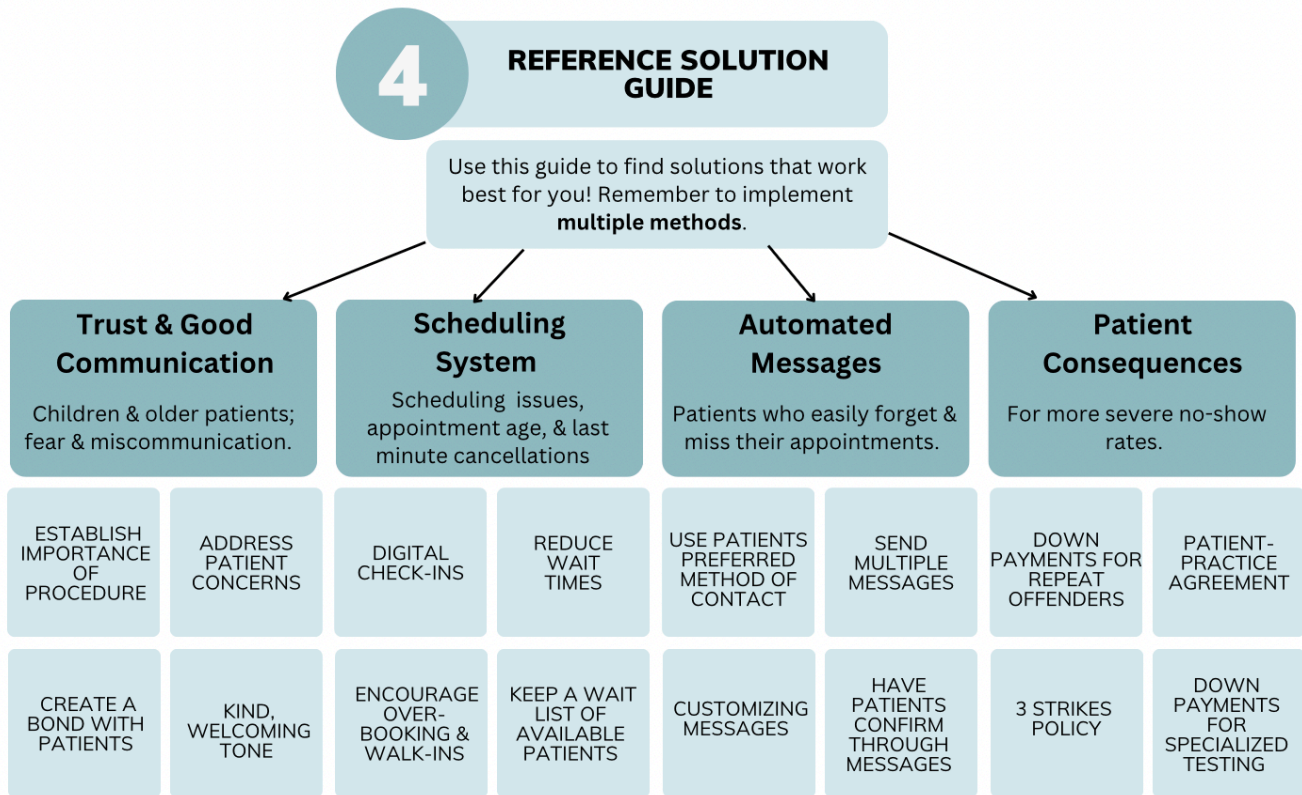 4
REFERENCE SOLUTION
GUIDE
Use this guide to find solutions that work
best for you! Remember to implement
multiple methods.
Trust & Good
Communication
Children & older patients;
fear & miscommunication.
Scheduling
System
Scheduling issues,
appointment age, & last
minute cancellations
Automated
Messages
Patients who easily forget &
miss their appointments.
Patient
Consequences
For more severe no-show
rates.
ESTABLISH
IMPORTANCE
OF
PROCEDURE
ADDRESS
PATIENT
CONCERNS
DIGITAL
CHECK-INS
REDUCE
WAIT
TIMES
USE PATIENTS
PREFERRED
METHOD OF
CONTACT
SEND
MULTIPLE
MESSAGES
DOWN
PAYMENTS FOR
REPEAT
OFFENDERS
PATIENT-
PRACTICE
AGREEMENT
CREATE A
BOND WITH
PATIENTS
KIND,
WELCOMING
TONE
ENCOURAGE
OVER-
BOOKING &
WALK-INS
KEEP A WAIT
LIST OF
AVAILABLE
PATIENTS
CUSTOMIZING
MESSAGES
HAVE
PATIENTS
CONFIRM
THROUGH
MESSAGES
3 STRIKES
POLICY
DOWN
PAYMENTS
FOR
SPECIALIZED
TESTING